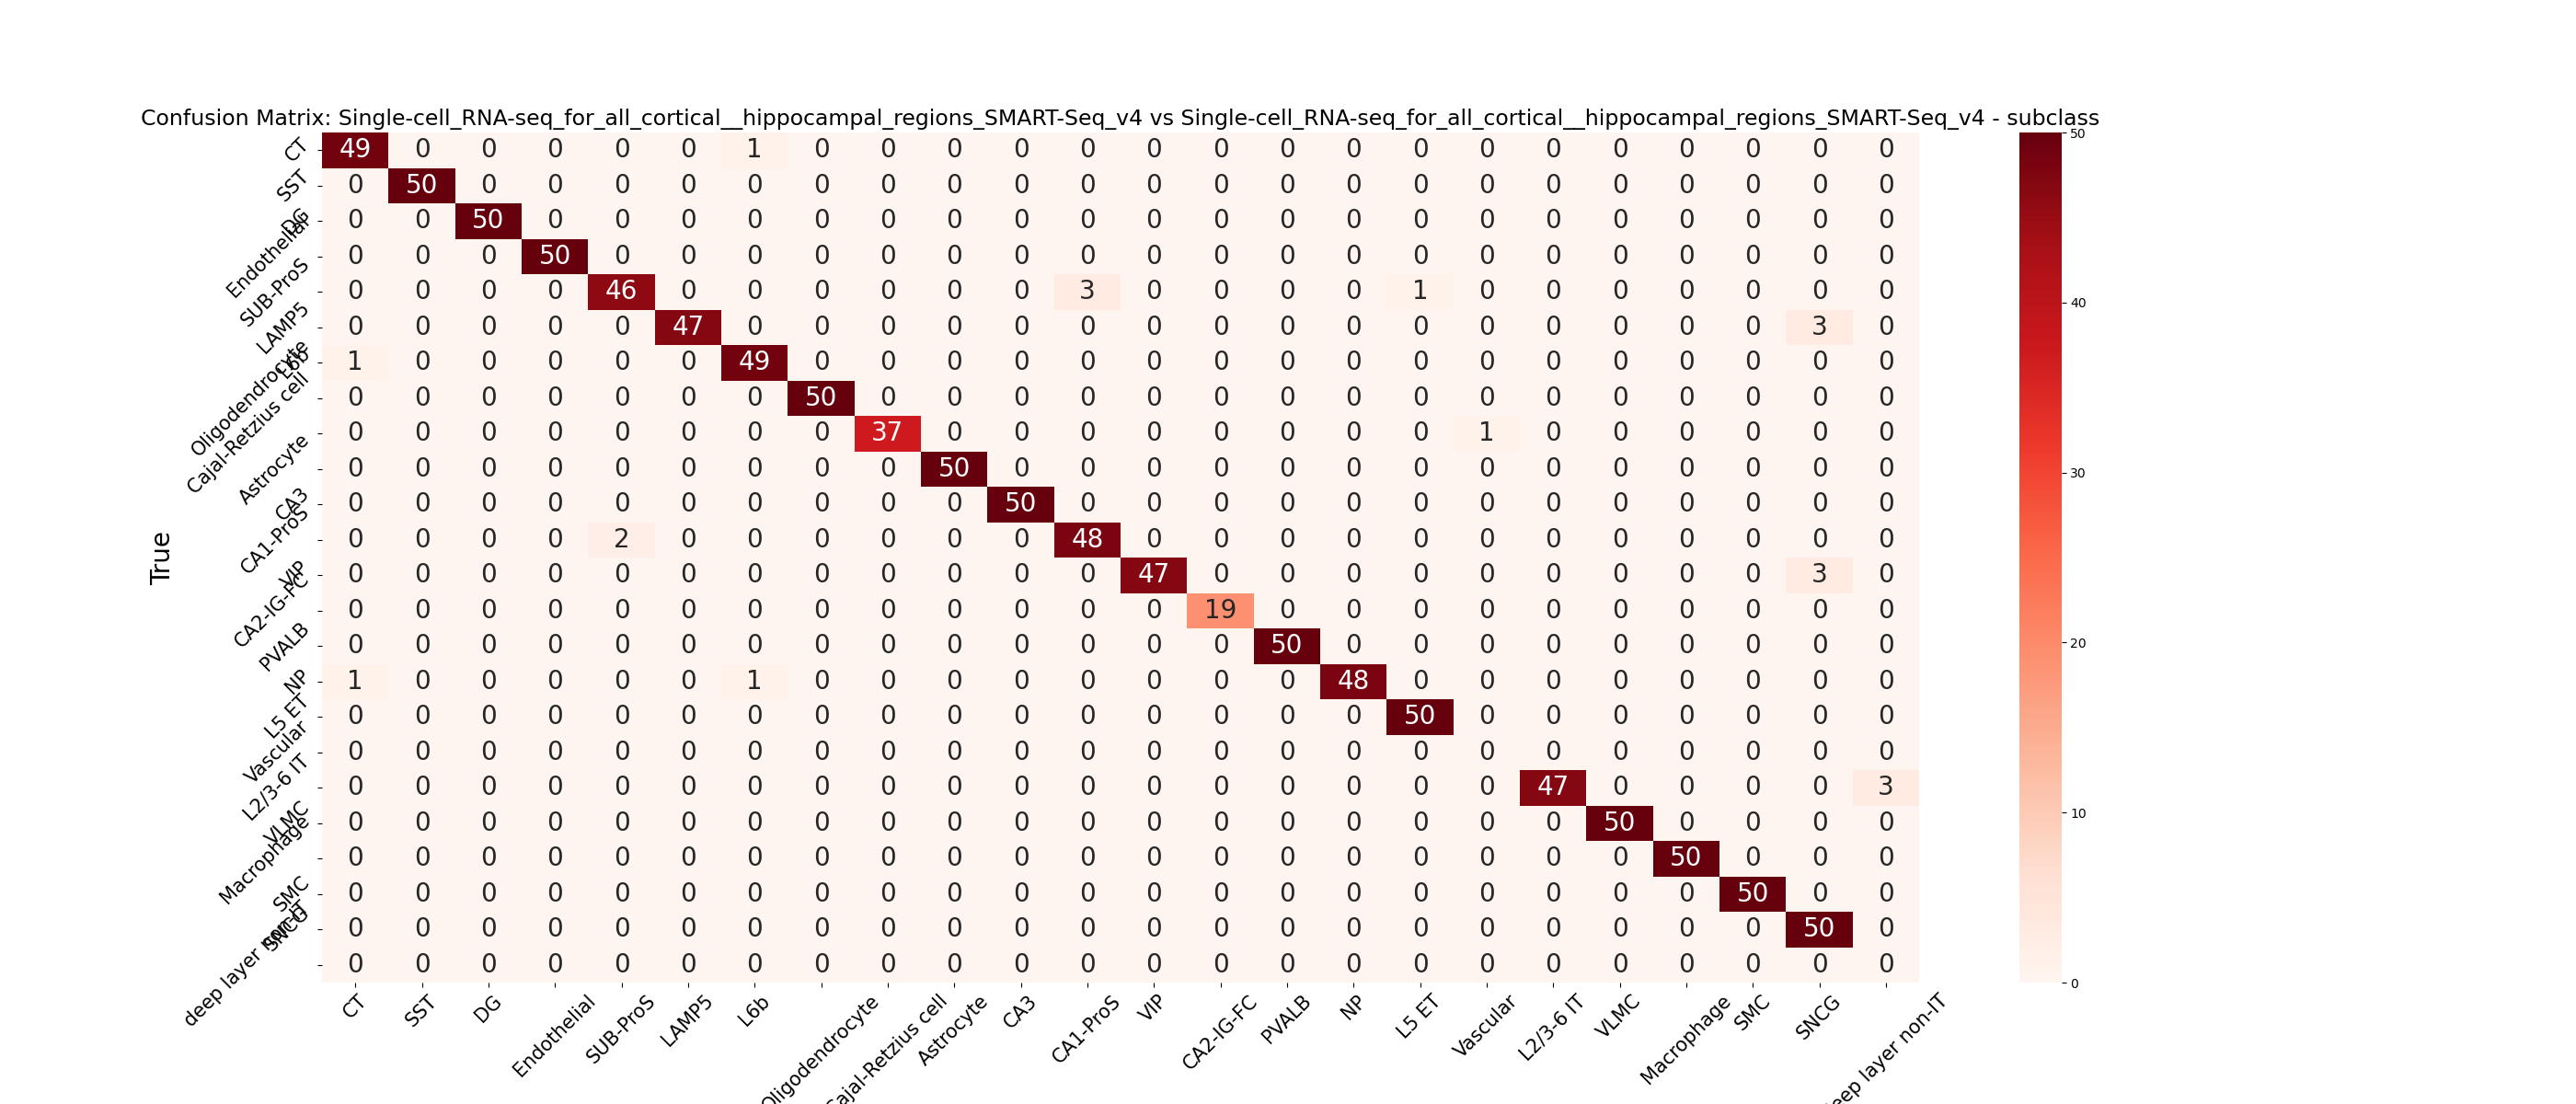 Confusion Matrix: Single-cell_RNA-seq_for_all_cortical__hippocampal_regions_SMART-Seq_v4 vs Single-cell_RNA-seq_for_all_cortical__hippocampal_regions_SMART-Seq_v4 - subclass
True
CT 49 0 0 0 0 0 1 0 0 0 0 0 0 0 0 0 0 0 0 0 0 0 0 0
SST 0 50 0 0 0 0 0 0 0 0 0 0 0 0 0 0 0 0 0 0 0 0 0 0
DG 0 0 50 0 0 0 0 0 0 0 0 0 0 0 0 0 0 0 0 0 0 0 0 0
Endothelial 0 0 0 50 0 0 0 0 0 0 0 0 0 0 0 0 0 0 0 0 0 0 0 0
SUB-ProS 0 0 0 0 46 0 0 0 0 0 0 3 0 0 0 0 1 0 0 0 0 0 0 0
LAMP5 0 0 0 0 0 47 0 0 0 0 0 0 0 0 0 0 0 0 0 0 0 0 3 0
L6b 1 0 0 0 0 0 49 0 0 0 0 0 0 0 0 0 0 0 0 0 0 0 0 0
Oligodendrocyte 0 0 0 0 0 0 0 50 0 0 0 0 0 0 0 0 0 0 0 0 0 0 0 0
Cajal-Retzius cell 0 0 0 0 0 0 0 0 37 0 0 0 0 0 0 0 0 1 0 0 0 0 0 0
Astrocyte 0 0 0 0 0 0 0 0 0 50 0 0 0 0 0 0 0 0 0 0 0 0 0 0
CA3 0 0 0 0 0 0 0 0 0 0 50 0 0 0 0 0 0 0 0 0 0 0 0 0
CA1-ProS 0 0 0 0 2 0 0 0 0 0 0 48 0 0 0 0 0 0 0 0 0 0 0 0
VIP 0 0 0 0 0 0 0 0 0 0 0 0 47 0 0 0 0 0 0 0 0 0 3 0
CA2-IG-FC 0 0 0 0 0 0 0 0 0 0 0 0 0 19 0 0 0 0 0 0 0 0 0 0
PVALB 0 0 0 0 0 0 0 0 0 0 0 0 0 0 50 0 0 0 0 0 0 0 0 0
NP 1 0 0 0 0 0 1 0 0 0 0 0 0 0 0 48 0 0 0 0 0 0 0 0
L5 ET 0 0 0 0 0 0 0 0 0 0 0 0 0 0 0 0 50 0 0 0 0 0 0 0
Vascular 0 0 0 0 0 0 0 0 0 0 0 0 0 0 0 0 0 0 0 0 0 0 0 0
L2/3-6 IT 0 0 0 0 0 0 0 0 0 0 0 0 0 0 0 0 0 0 47 0 0 0 0 3
VLMC 0 0 0 0 0 0 0 0 0 0 0 0 0 0 0 0 0 0 0 50 0 0 0 0
Macrophage 0 0 0 0 0 0 0 0 0 0 0 0 0 0 0 0 0 0 0 0 50 0 0 0
SMC 0 0 0 0 0 0 0 0 0 0 0 0 0 0 0 0 0 0 0 0 0 50 0 0
SNCG 0 0 0 0 0 0 0 0 0 0 0 0 0 0 0 0 0 0 0 0 0 0 50 0
deep layer non-IT 0 0 0 0 0 0 0 0 0 0 0 0 0 0 0 0 0 0 0 0 0 0 0 0
CT SST DG Endothelial SUB-ProS LAMP5 L6b Oligodendrocyte Cajal-Retzius cell Astrocyte CA3 CA1-ProS VIP CA2-IG-FC PVALB NP L5 ET Vascular L2/3-6 IT VLMC Macrophage SMC SNCG deep layer non-IT
50
40
30
20
10
0